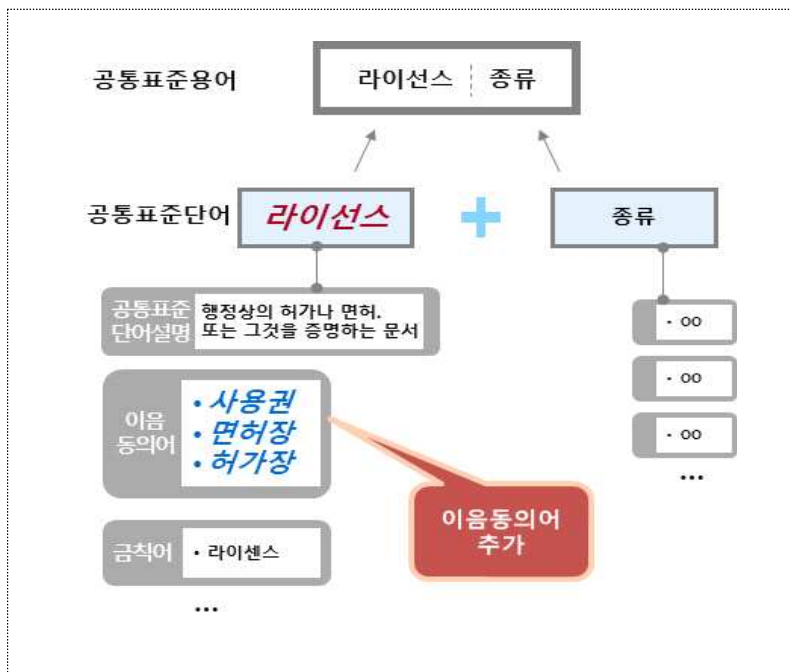 공통표준용어
라이선스 종류
공통표준단어
라이선스
+
종류
공통표준
단어설명
행정상의 허가나 면허.
또는 그것을 증명하는 문서
• OO
이음
동의어
• 사용권
• 면허장
• 허가장
• OO
• OO
...
이음동의어
추가
금칙어
• 라이센스
...